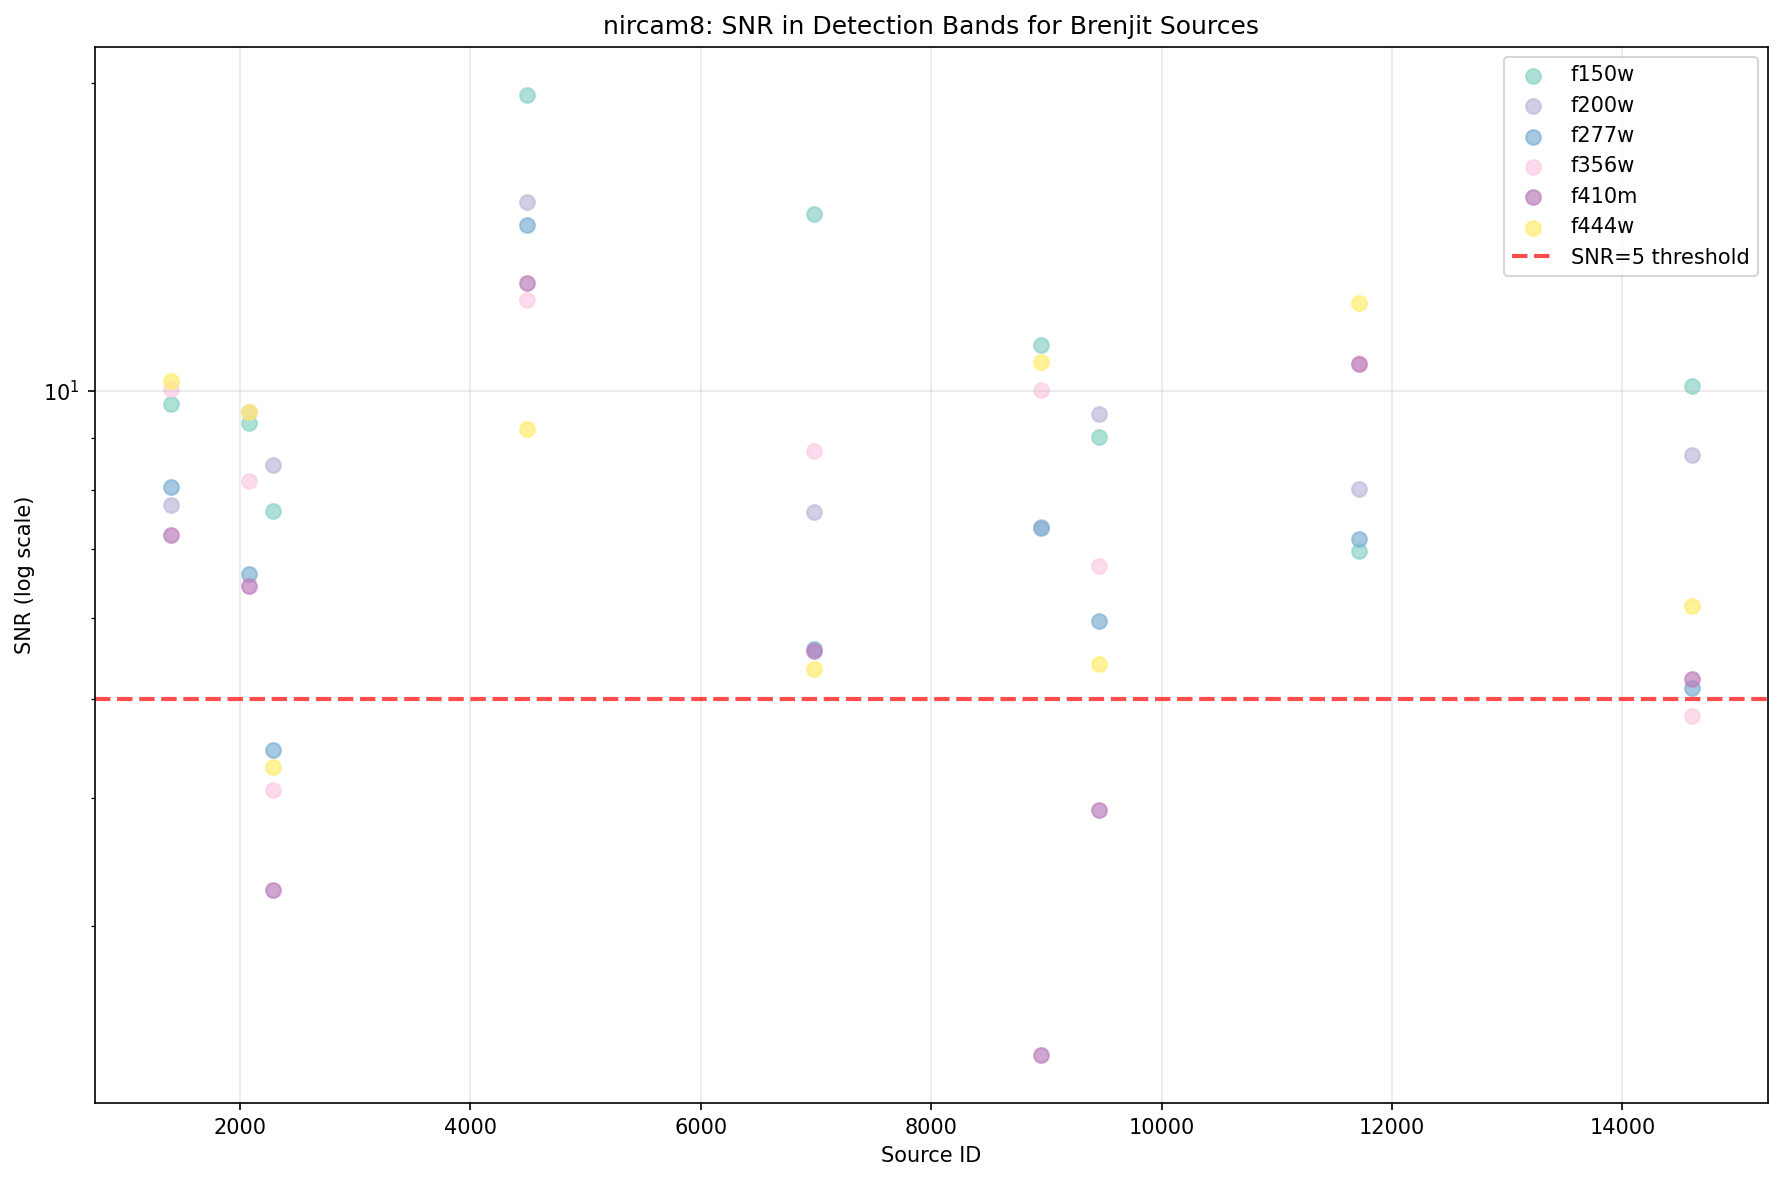 nircam8: SNR in Detection Bands for Brenjit Sources
f150w
f200w
f277w
f356w
f410m
f444w
SNR=5 threshold
SNR (log scale)
10¹
2000
4000
6000
8000
10000
12000
14000
Source ID